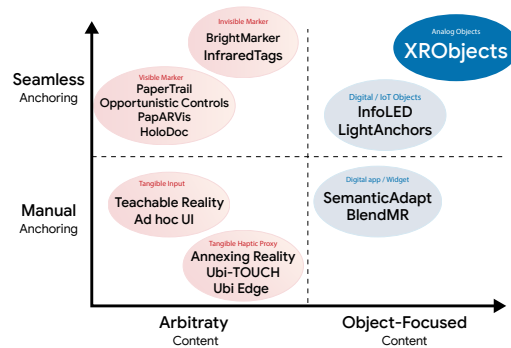 Invisible Marker
BrightMarker
InfraredTags
Analog Objects
XRObjects
Seamless
Anchoring
Visible Marker
PaperTrail
Opportunistic Controls
PapARVis
HoloDoc
Digital / IoT Objects
InfoLED
LightAnchors
Manual
Anchoring
Tangible Input
Teachable Reality
Ad hoc UI
Digital app / Widget
SemanticAdapt
BlendMR
Tangible Haptic Proxy
Annexing Reality
Ubi-TOUCH
Ubi Edge
Arbitraty
Content
Object-Focused
Content